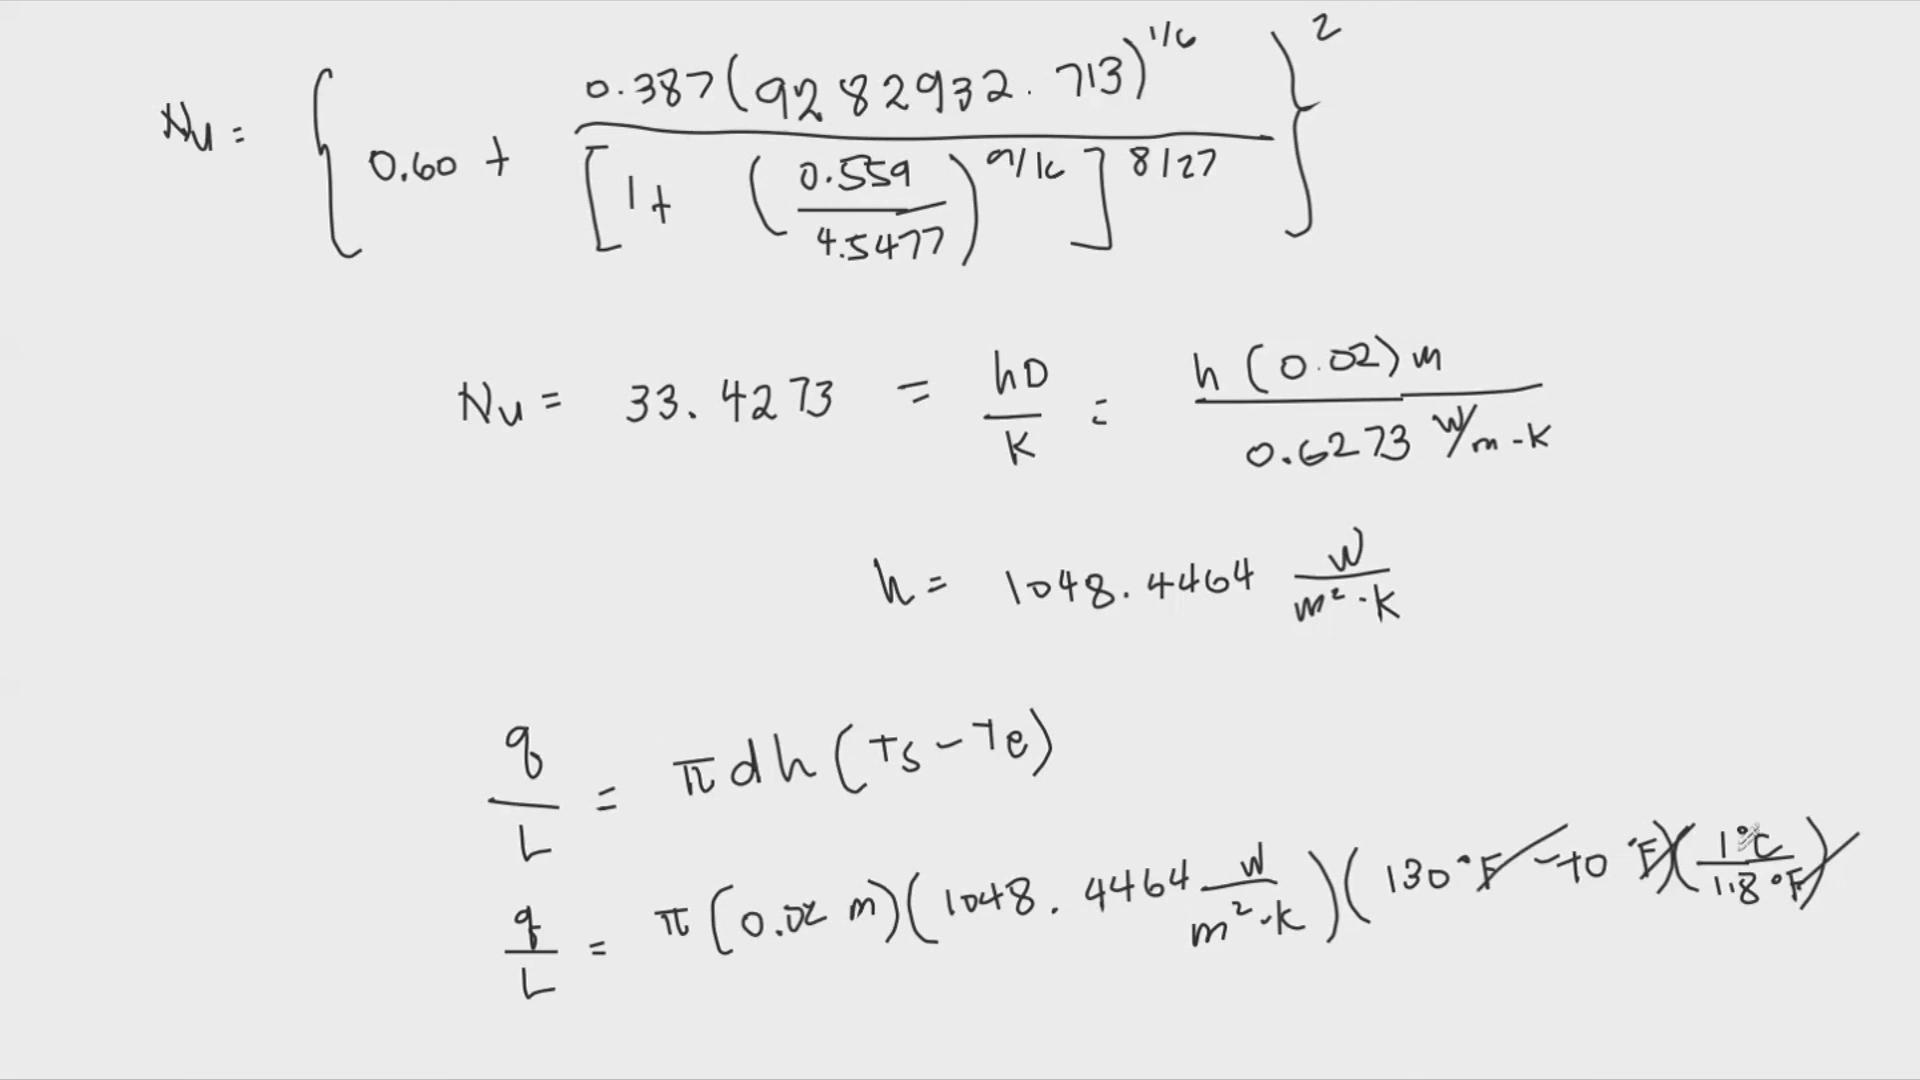 Nu = { 0.60 + 0.387(9282932.713)^1/6 / [1 + (0.559 / 4.5477)^9/16]^8/27 }^2
Nu = 33.4273 = hD / k = h (0.02) m / 0.6273 W/m-K
h = 1048.4464 W / m²·K
q / L = πdh (Ts - Te)
q / L = π (0.02 m)(1048.4464 W / m²·K)(130 °F - 70 °F)(1°C / 1.8 °F)